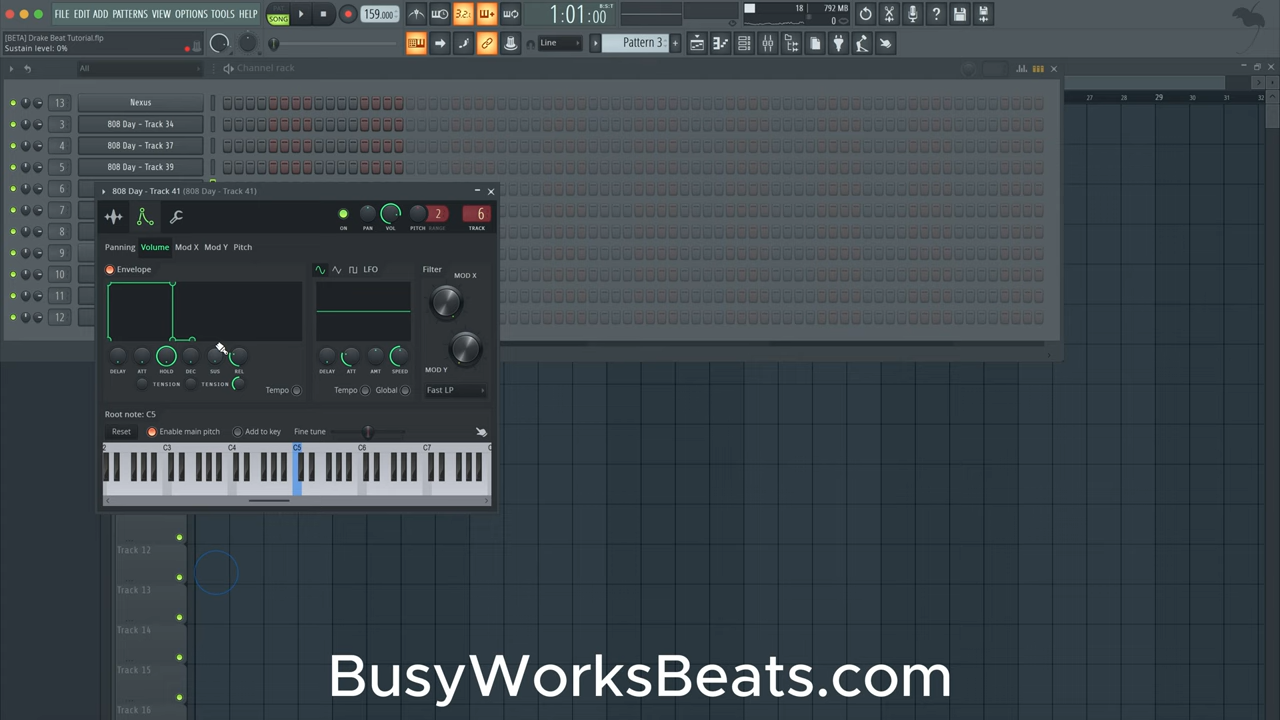 FILE EDIT ADD PATTERNS VIEW OPTIONS TOOLS HELP
SONG
159.000
1:01:00
18
792 MB
[BETA] Drake Beat Tutorial.flp
Sustain level: 0%
Line
Pattern 3
All
Channel rack
13 Nexus
3 808 Day - Track 34
4 808 Day - Track 37
5 808 Day - Track 39
6
7
8
9
10
11
12
27 28 29 30 31 32
808 Day - Track 41 (808 Day - Track 41)
2
6
ON PAN VOL PITCH RANGE TRACK
Panning Volume Mod X Mod Y Pitch
Envelope
LFO
Filter
MOD X
DELAY ATT HOLD DEC SUS REL
DELAY ATT AMT SPEED
MOD Y
TENSION TENSION
Tempo
Tempo Global
Fast LP
Root note: C5
Reset Enable main pitch Add to key Fine tune
2 C3 C4 C5 C6 C7
Track 12
Track 13
Track 14
Track 15
Track 16
BusyWorksBeats.com